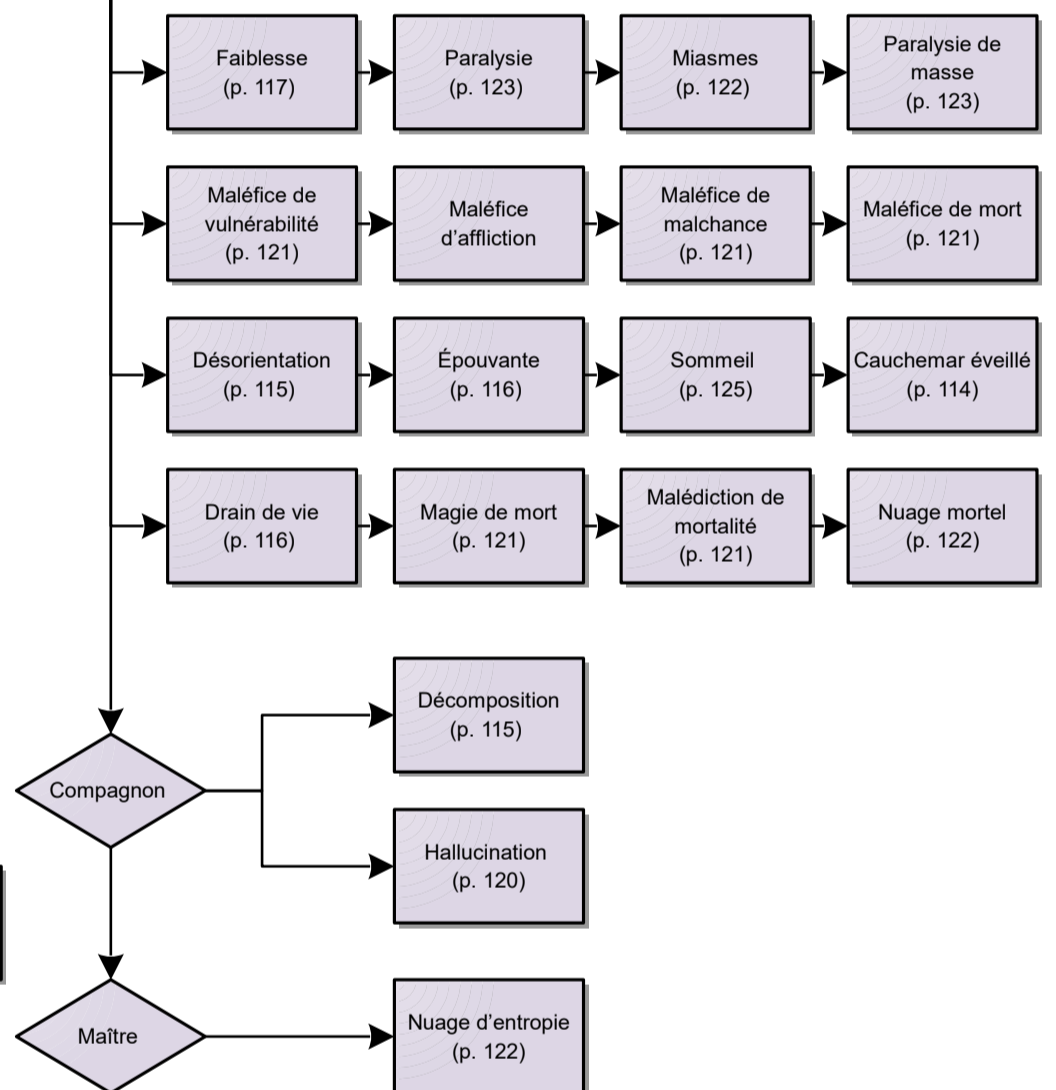 Faiblesse
(p. 117)
Paralysie
(p. 123)
Miasmes
(p. 122)
Paralysie de
masse
(p. 123)
Maléfice de
vulnérabilité
(p. 121)
Maléfice
d’affliction
Maléfice de
malchance
(p. 121)
Maléfice de mort
(p. 121)
Désorientation
(p. 115)
Épouvante
(p. 116)
Sommeil
(p. 125)
Cauchemar éveillé
(p. 114)
Drain de vie
(p. 116)
Magie de mort
(p. 121)
Malédiction de
mortalité
(p. 121)
Nuage mortel
(p. 122)
Décomposition
(p. 115)
Compagnon
Hallucination
(p. 120)
Maître
Nuage d’entropie
(p. 122)